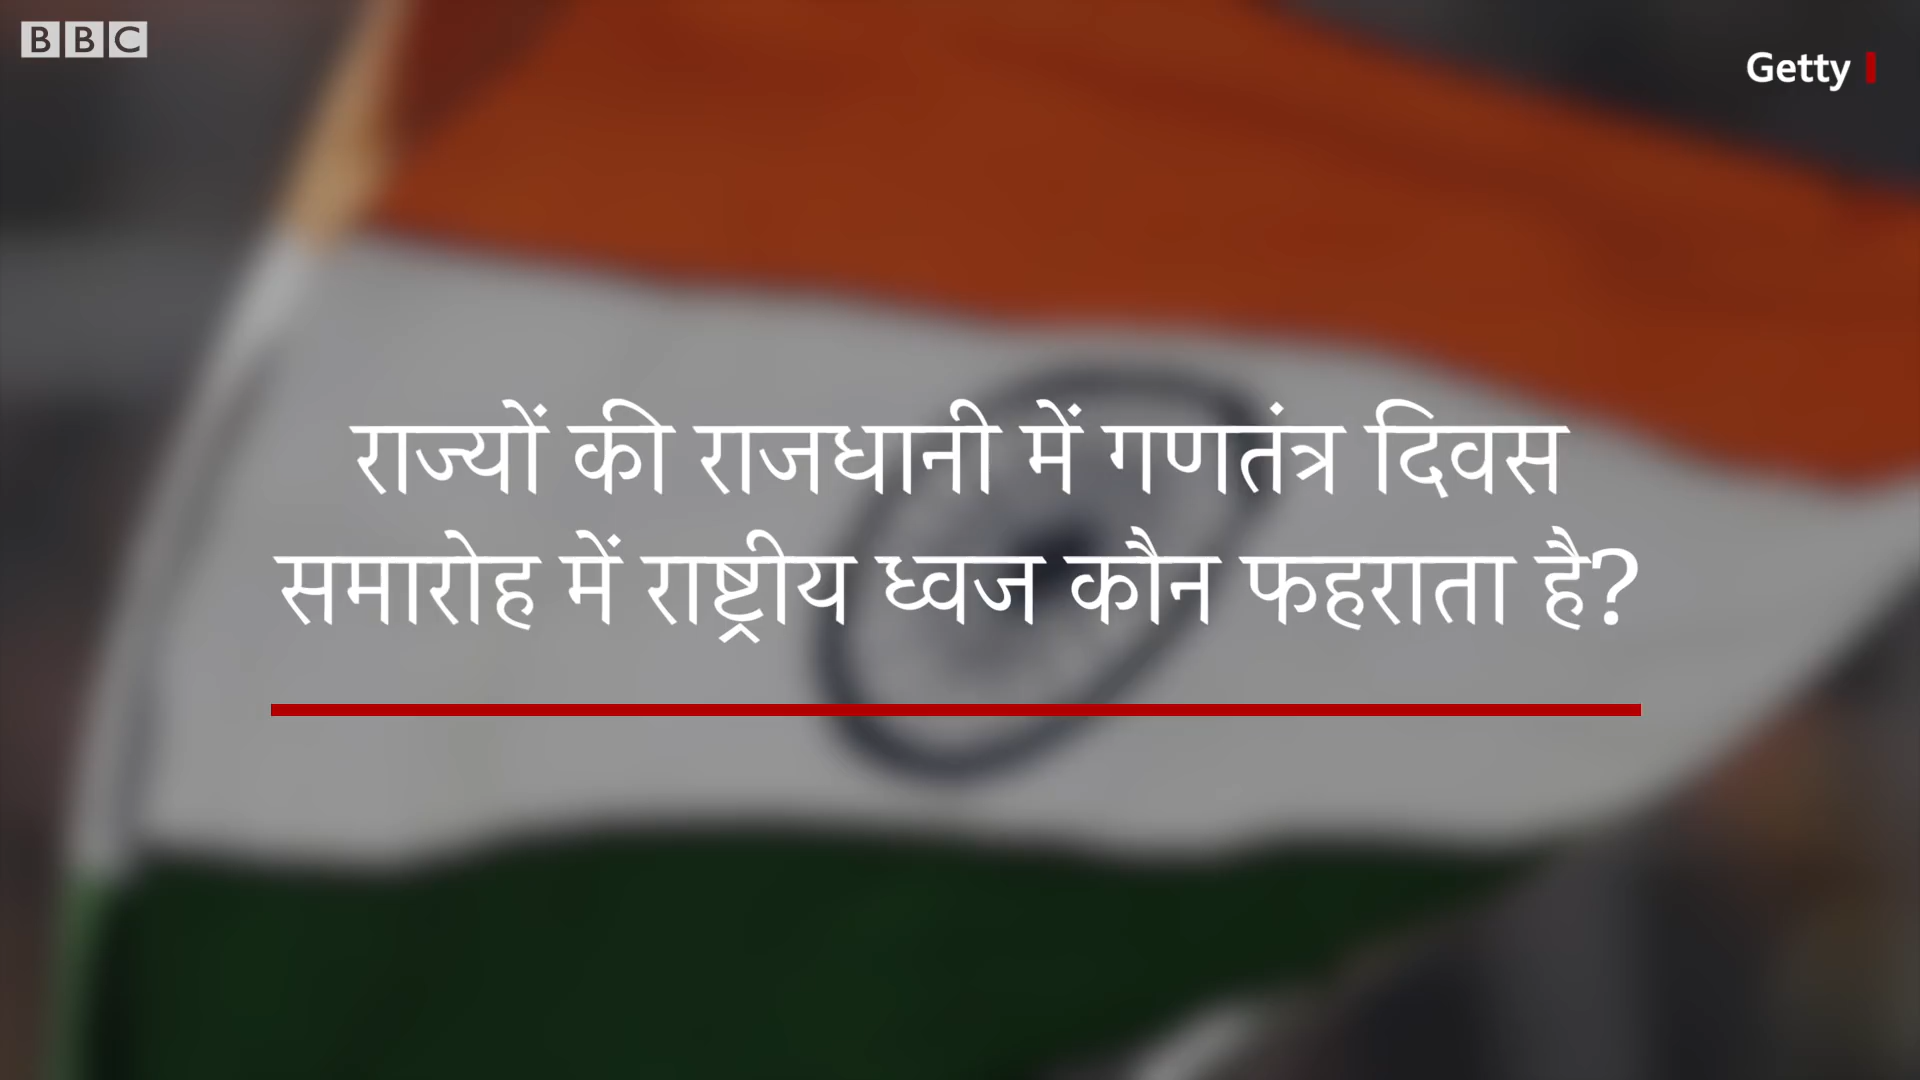 BBC
Getty
राज्यों की राजधानी में गणतंत्र दिवस
समारोह में राष्ट्रीय ध्वज कौन फहराता है?